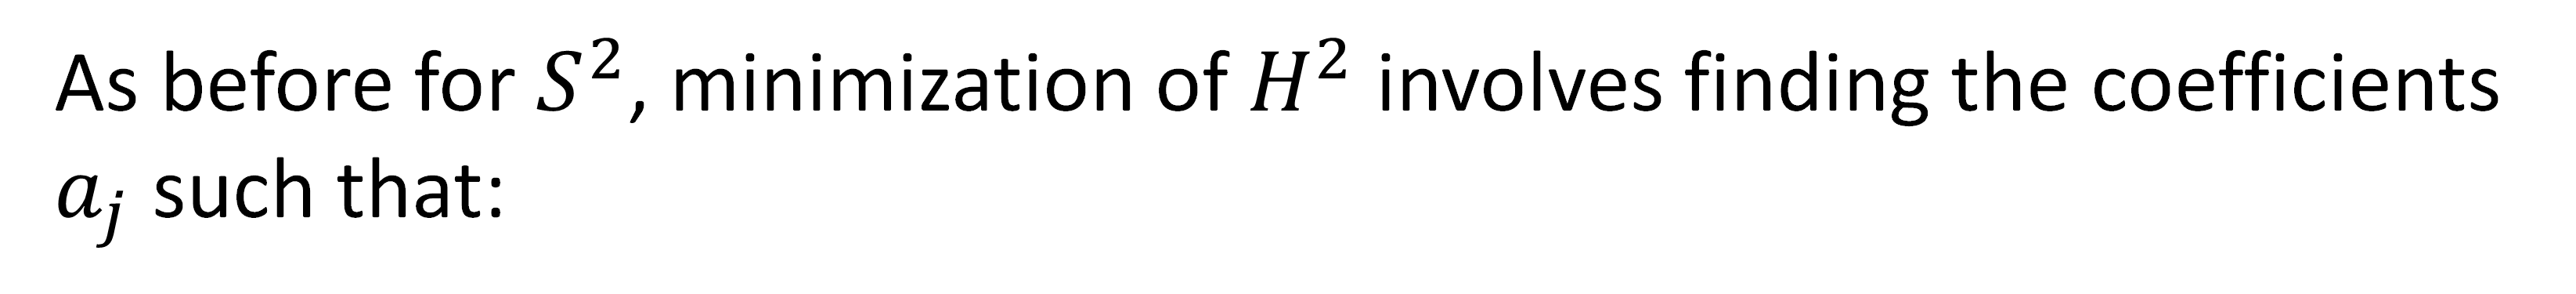 As before for S², minimization of H² involves finding the coefficients
aⱼ such that: